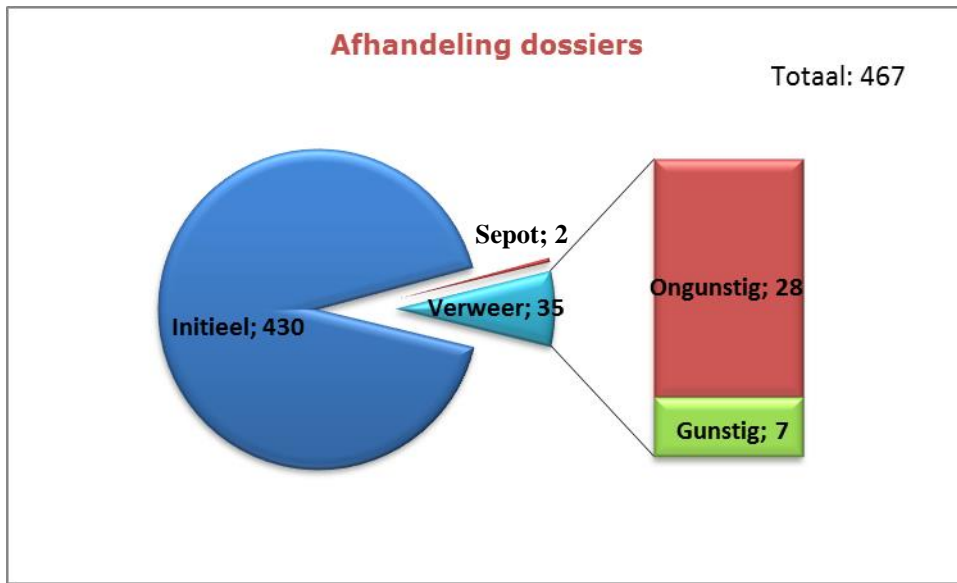 Afhandeling dossiers
Totaal: 467
Sepot; 2
Initieel; 430
Verweer; 35
Ongunstig; 28
Gunstig; 7